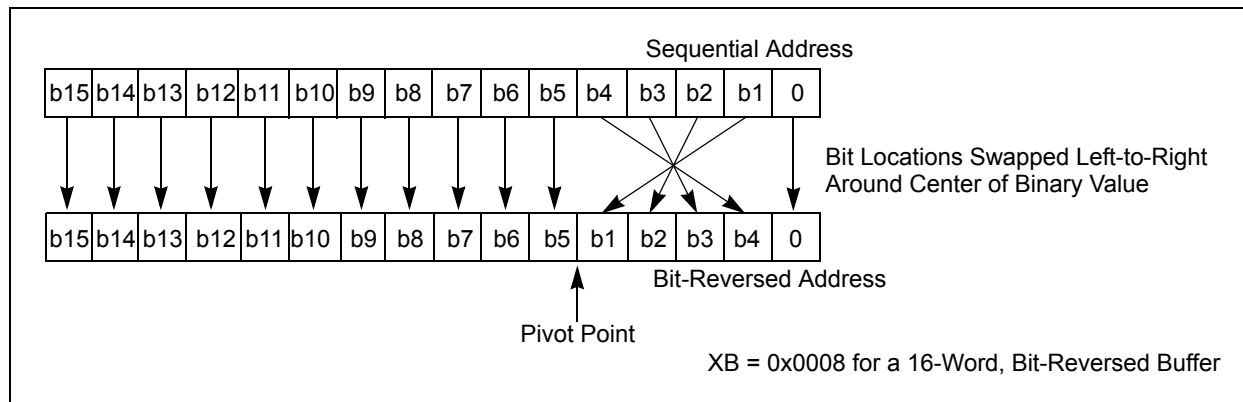 Sequential Address
b15 b14 b13 b12 b11 b10 b9 b8 b7 b6 b5 b4 b3 b2 b1 0
Bit Locations Swapped Left-to-Right
Around Center of Binary Value
b15 b14 b13 b12 b11 b10 b9 b8 b7 b6 b5 b1 b2 b3 b4 0
Bit-Reversed Address
Pivot Point
XB = 0x0008 for a 16-Word, Bit-Reversed Buffer